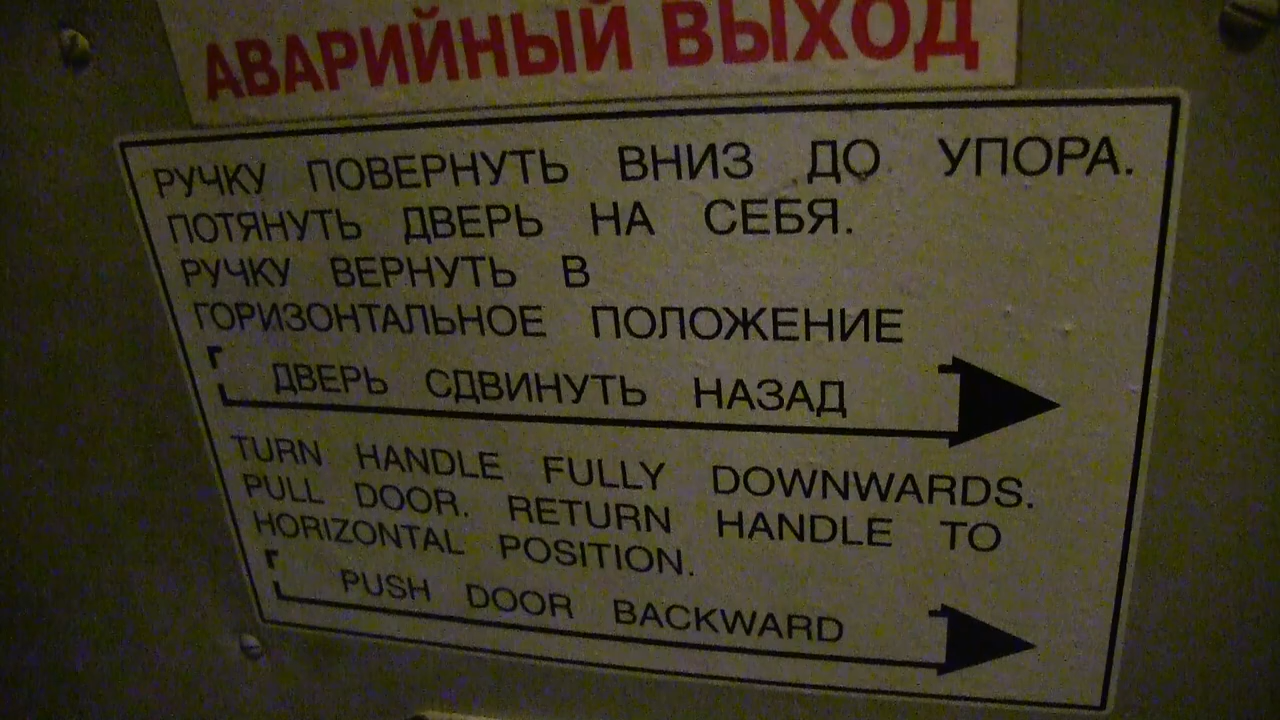 АВАРИЙНЫЙ ВЫХОД
РУЧКУ ПОВЕРНУТЬ ВНИЗ ДО УПОРА.
ПОТЯНУТЬ ДВЕРЬ НА СЕБЯ.
РУЧКУ ВЕРНУТЬ В
ГОРИЗОНТАЛЬНОЕ ПОЛОЖЕНИЕ
ДВЕРЬ СДВИНУТЬ НАЗАД
TURN HANDLE FULLY DOWNWARDS.
PULL DOOR. RETURN HANDLE TO
HORIZONTAL POSITION.
PUSH DOOR BACKWARD